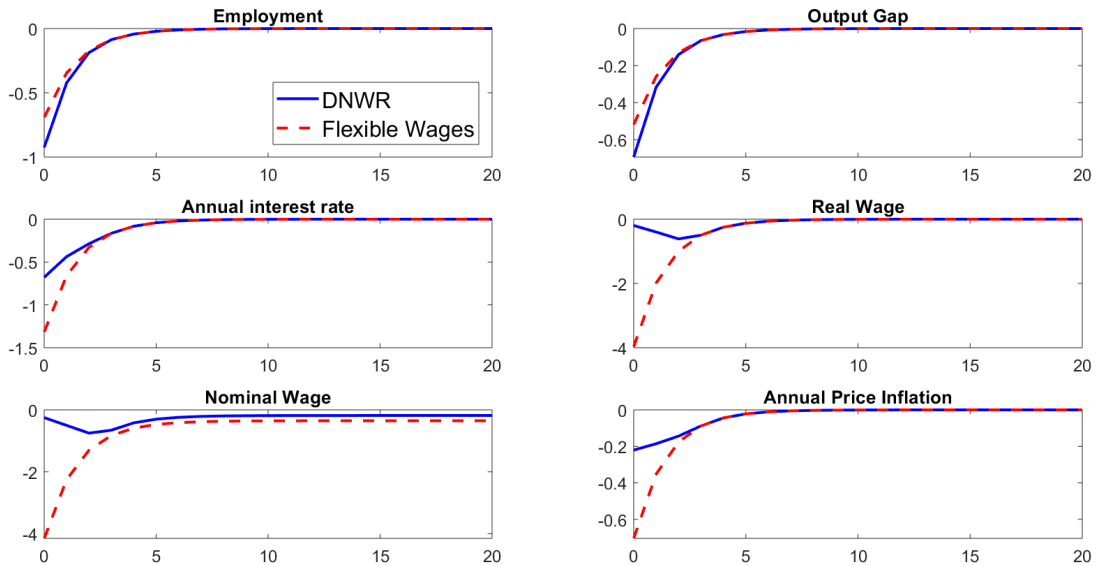 Employment
0
-0.5
-1
0 5 10 15 20
DNWR
Flexible Wages
Output Gap
0
-0.2
-0.4
-0.6
0 5 10 15 20
Annual interest rate
0
-0.5
-1
-1.5
0 5 10 15 20
Real Wage
0
-2
-4
0 5 10 15 20
Nominal Wage
0
-2
-4
0 5 10 15 20
Annual Price Inflation
0
-0.2
-0.4
-0.6
0 5 10 15 20